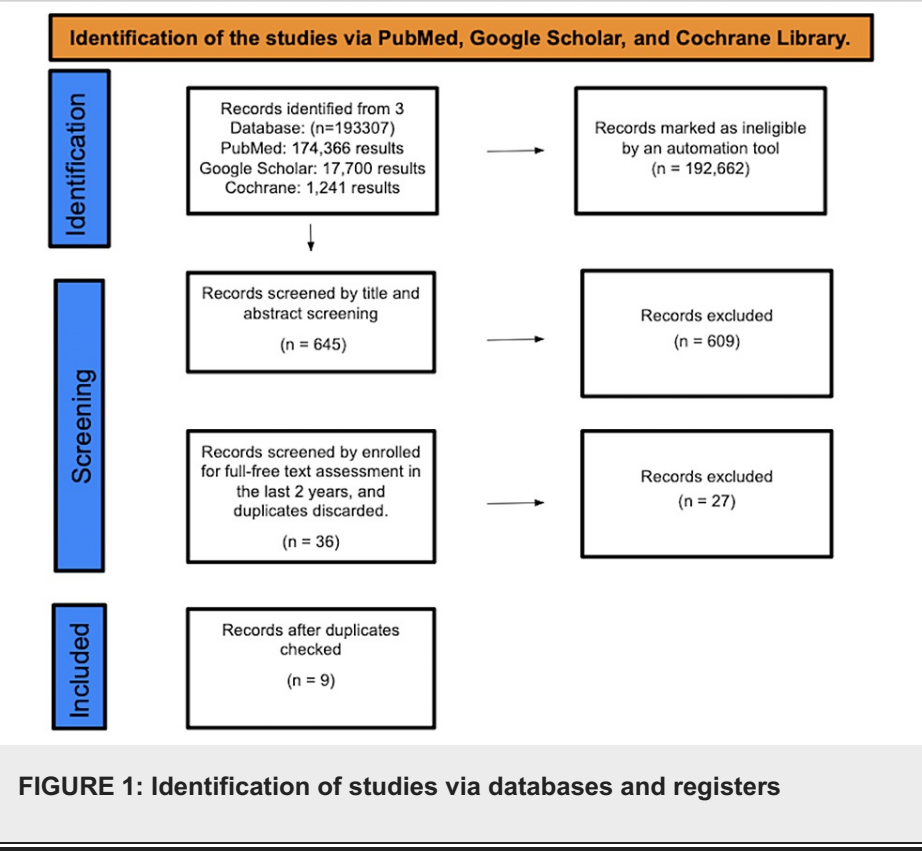 Identification of the studies via PubMed, Google Scholar, and Cochrane Library.
Identification
Records identified from 3
Database: (n=193307)
PubMed: 174,366 results
Google Scholar: 17,700 results
Cochrane: 1,241 results
Records marked as ineligible
by an automation tool
(n = 192,662)
Screening
Records screened by title and
abstract screening
(n = 645)
Records excluded
(n = 609)
Records screened by enrolled
for full-free text assessment in
the last 2 years, and
duplicates discarded.
(n = 36)
Records excluded
(n = 27)
Included
Records after duplicates
checked
(n = 9)
FIGURE 1: Identification of studies via databases and registers